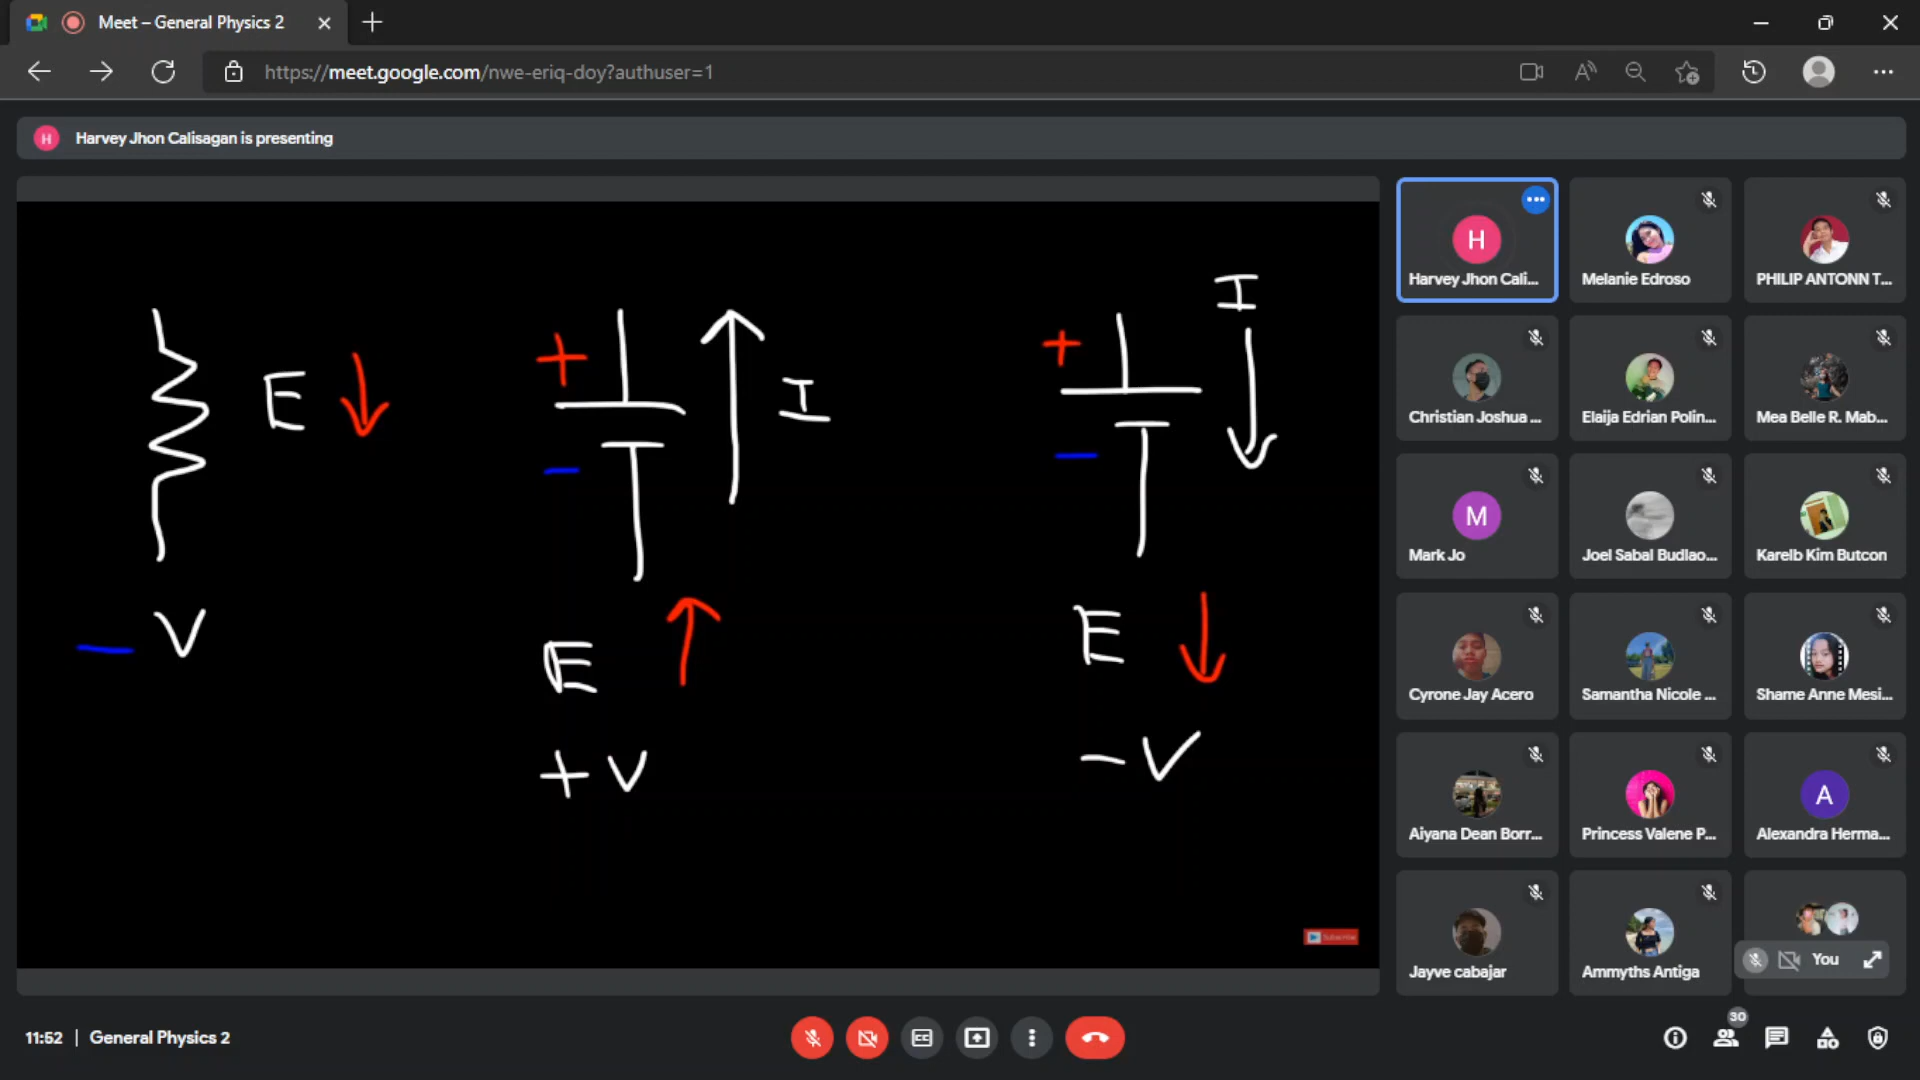 Meet – General Physics 2
https://meet.google.com/nwe-eriq-doy?authuser=1
H
Harvey Jhon Calisagan is presenting
E
+
–
I
+
–
I
– V
E
+ V
E
– V
Subscribe
H
Harvey Jhon Cali...
Melanie Edroso
PHILIP ANTONN T...
Christian Joshua ...
Elaija Edrian Polin...
Mea Belle R. Mab...
M
Mark Jo
Joel Sabal Budlao...
Karelb Kim Butcon
Cyrone Jay Acero
Samantha Nicole ...
Shame Anne Mesi...
Aiyana Dean Borr...
Princess Valene P...
A
Alexandra Herma...
Jayve cabajar
Ammyths Antiga
You
11:52 | General Physics 2
CC
30